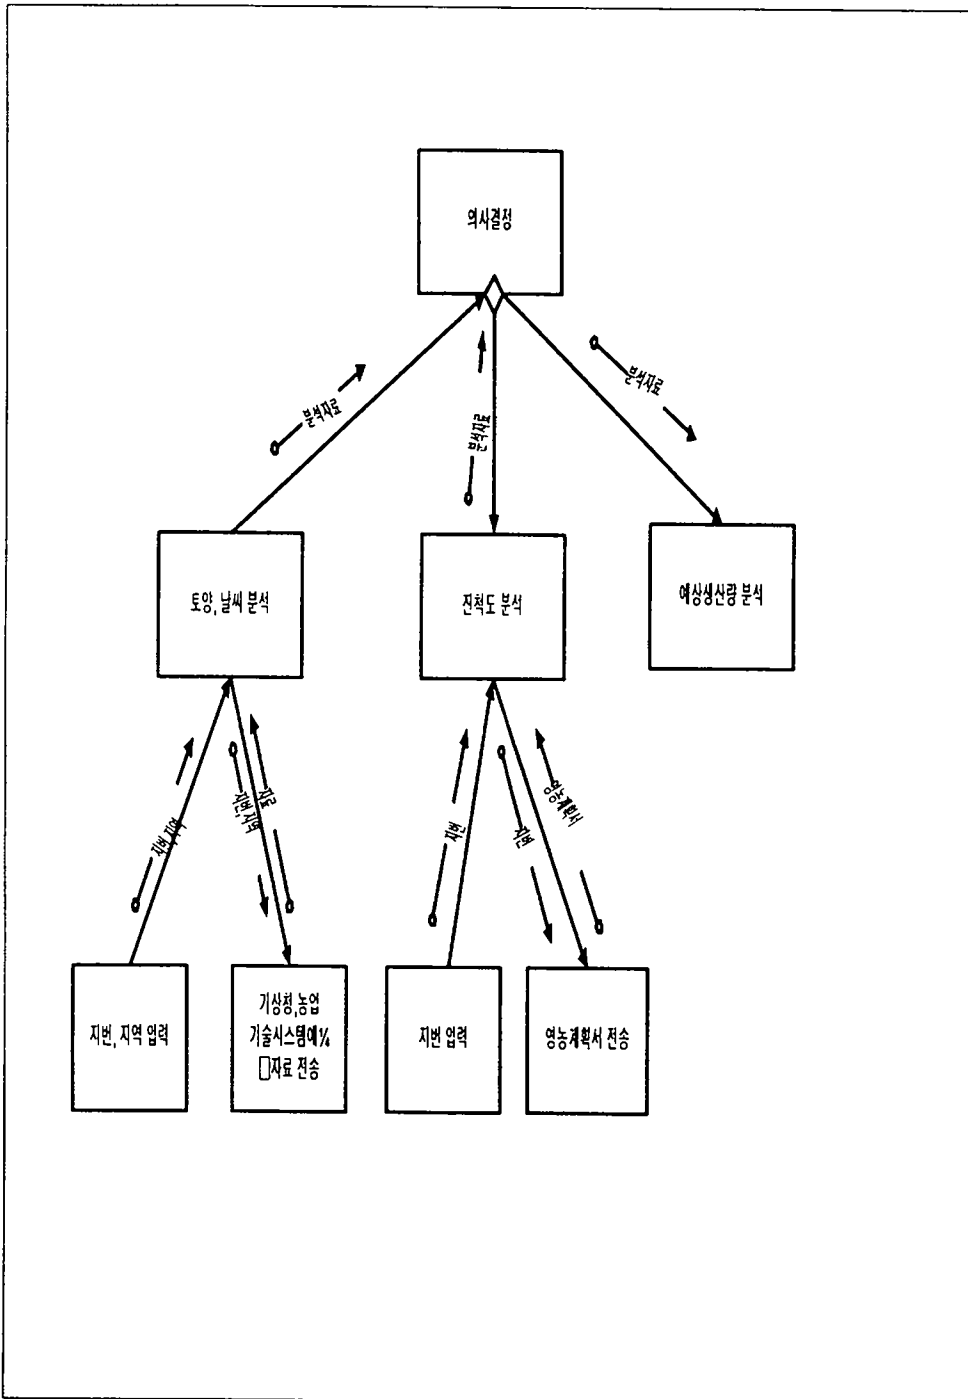 의사결정
분석자료
분석자료
분석자료
토양, 날씨 분석
진척도 분석
예상생산량 분석
지번,지역
지번,지역
자료
지번
지번
영농계획서
지번, 지역 입력
기상청,농업
기술시스템에¼
□자료 전송
지번 입력
영농계획서 전송